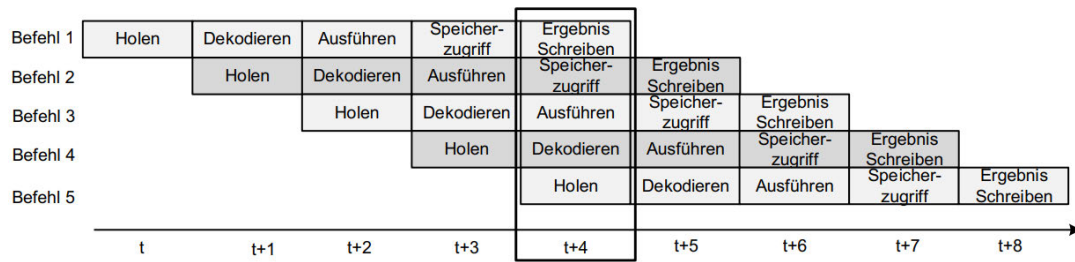 Befehl 1 Holen Dekodieren Ausführen Speicher-zugriff Ergebnis Schreiben
Befehl 2 Holen Dekodieren Ausführen Speicher-zugriff Ergebnis Schreiben
Befehl 3 Holen Dekodieren Ausführen Speicher-zugriff Ergebnis Schreiben
Befehl 4 Holen Dekodieren Ausführen Speicher-zugriff Ergebnis Schreiben
Befehl 5 Holen Dekodieren Ausführen Speicher-zugriff Ergebnis Schreiben
t t+1 t+2 t+3 t+4 t+5 t+6 t+7 t+8